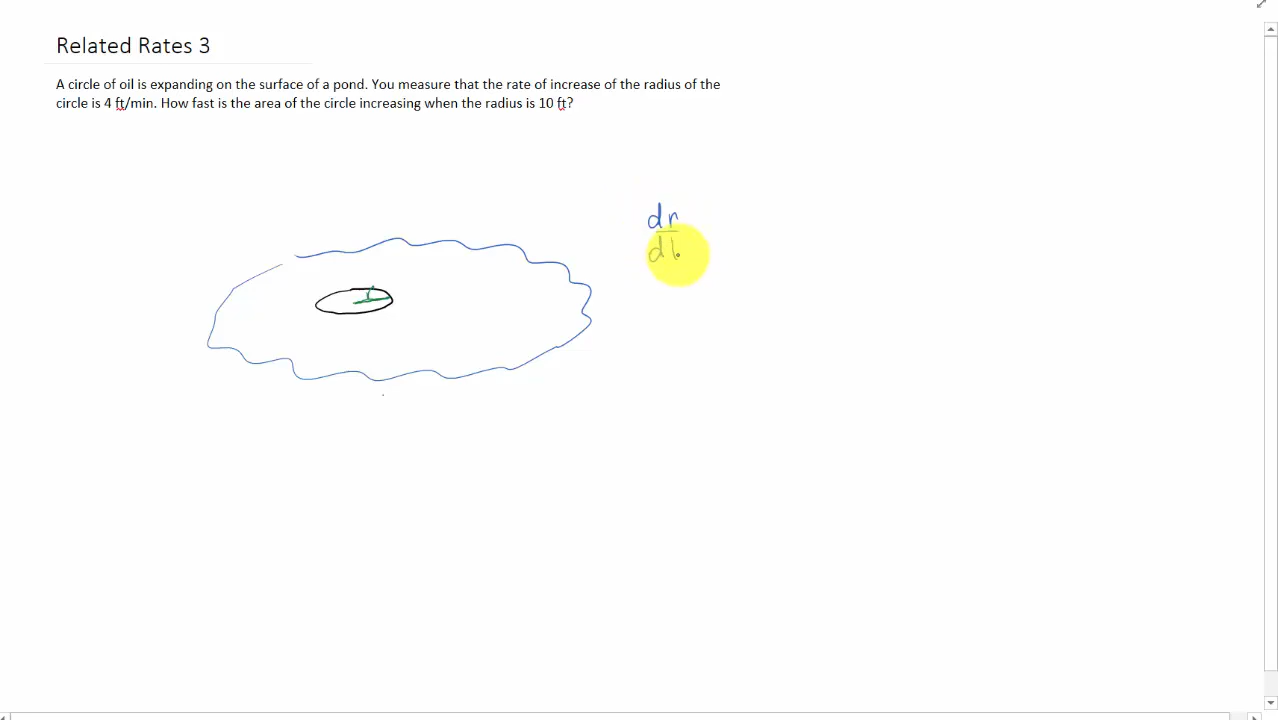 Related Rates 3
A circle of oil is expanding on the surface of a pond. You measure that the rate of increase of the radius of the
circle is 4 ft/min. How fast is the area of the circle increasing when the radius is 10 ft?
dr
d